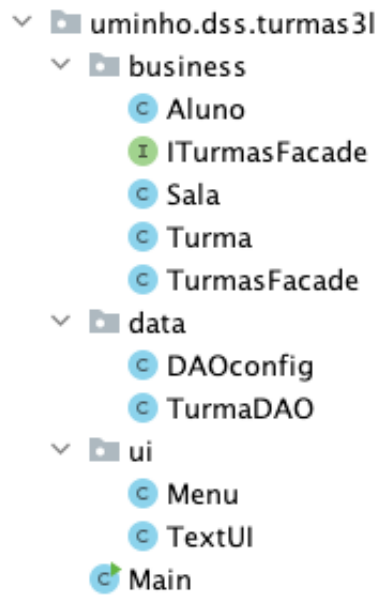 uminho.dss.turmas3l
business
C Aluno
I ITurmasFacade
C Sala
C Turma
C TurmasFacade
data
C DAOconfig
C TurmaDAO
ui
C Menu
C TextUI
C Main